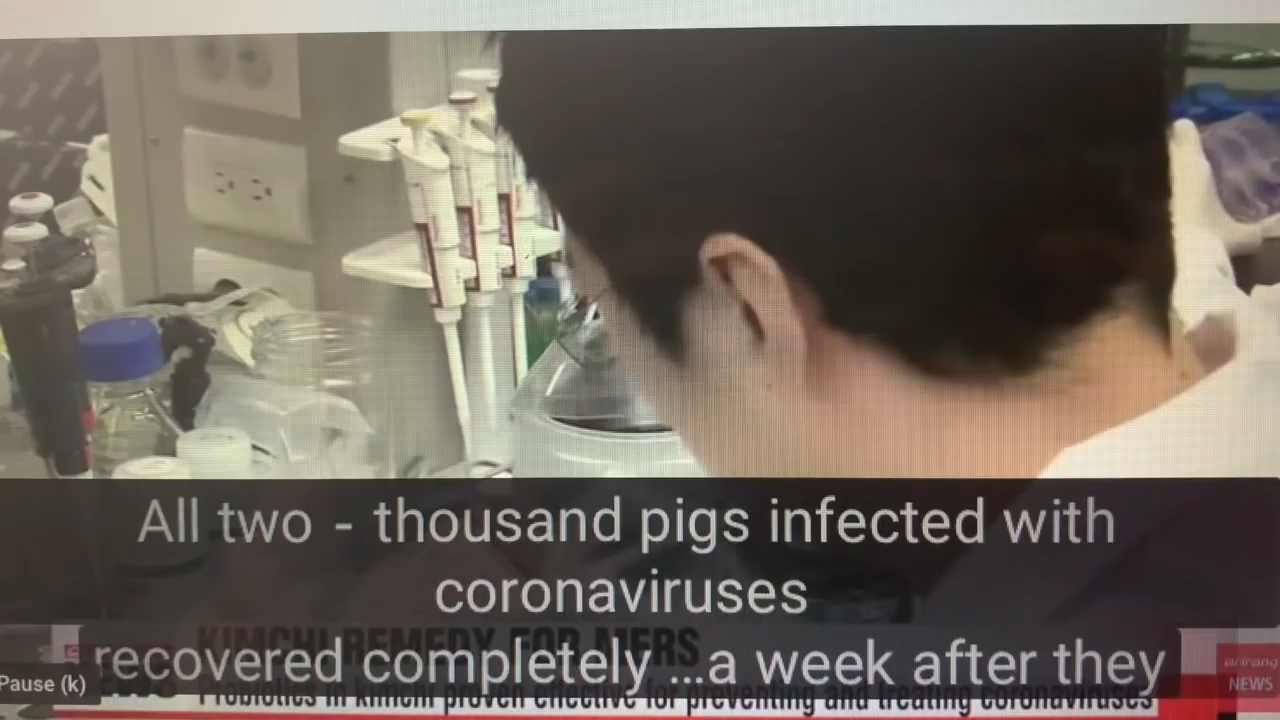 All two - thousand pigs infected with
coronaviruses
KIMCHI REMEDY FOR MERS
recovered completely ...a week after they
Pause (k)
Probiotics in kimchi proven effective for preventing and treating coronaviruses
arirang
NEWS